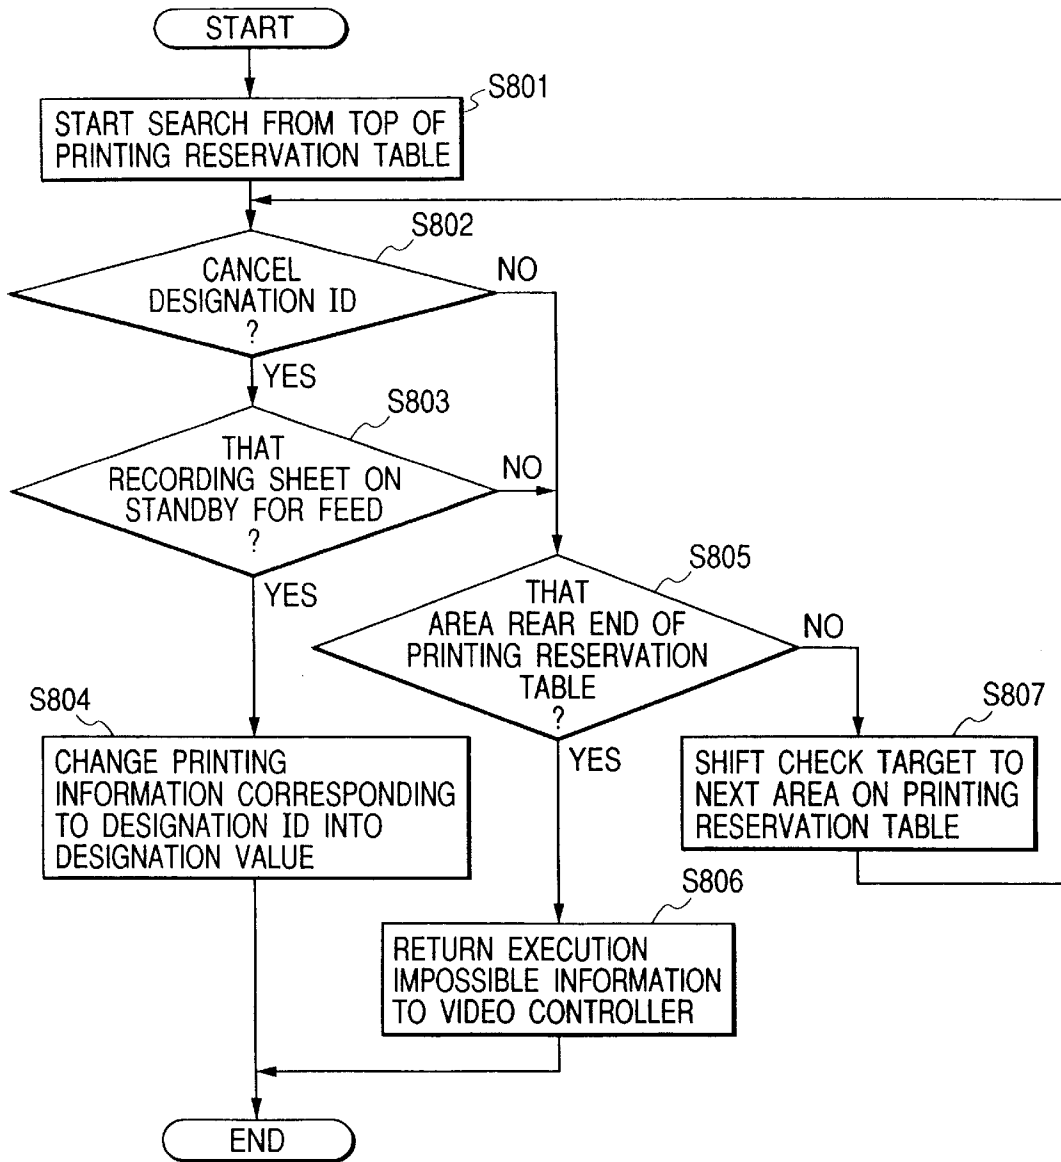 START
S801
START SEARCH FROM TOP OF
PRINTING RESERVATION TABLE
S802
CANCEL
DESIGNATION ID
?
NO
YES
S803
THAT
RECORDING SHEET ON
STANDBY FOR FEED
?
NO
YES
S805
THAT
AREA REAR END OF
PRINTING RESERVATION
TABLE
?
NO
YES
S804
CHANGE PRINTING
INFORMATION CORRESPONDING
TO DESIGNATION ID INTO
DESIGNATION VALUE
S807
SHIFT CHECK TARGET TO
NEXT AREA ON PRINTING
RESERVATION TABLE
S806
RETURN EXECUTION
IMPOSSIBLE INFORMATION
TO VIDEO CONTROLLER
END